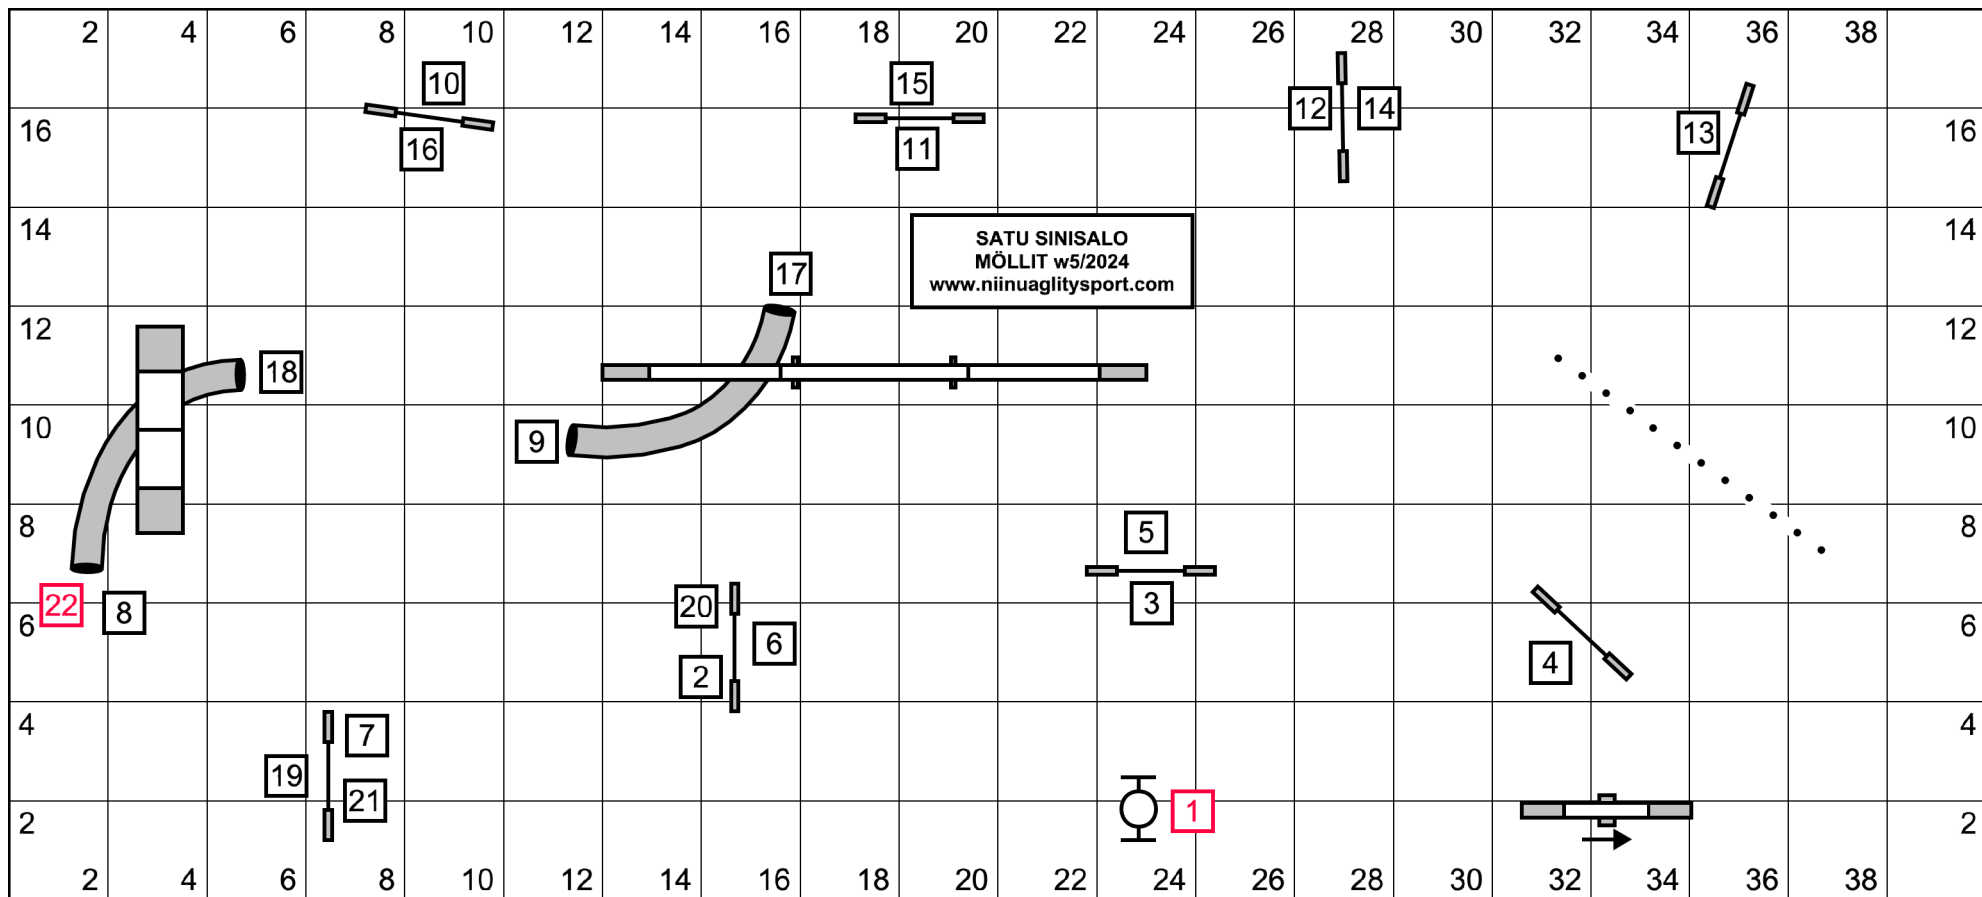 2 4 6 8 10 12 14 16 18 20 22 24 26 28 30 32 34 36 38
10 15 12 14 13
16 16 11 16
14 14
SATU SINISALO
MÖLLIT w5/2024
www.niinuaglitysport.com
17
12 12
18
10 9 10
8 5 8
22 8 20 3
6 6 6
2 4
4 7 4
19 21 1
2 2
2 4 6 8 10 12 14 16 18 20 22 24 26 28 30 32 34 36 38